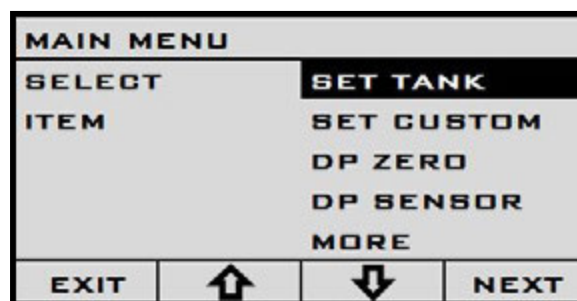 MAIN MENU
SELECT
ITEM
SET TANK
SET CUSTOM
DP ZERO
DP SENSOR
MORE
EXIT
NEXT